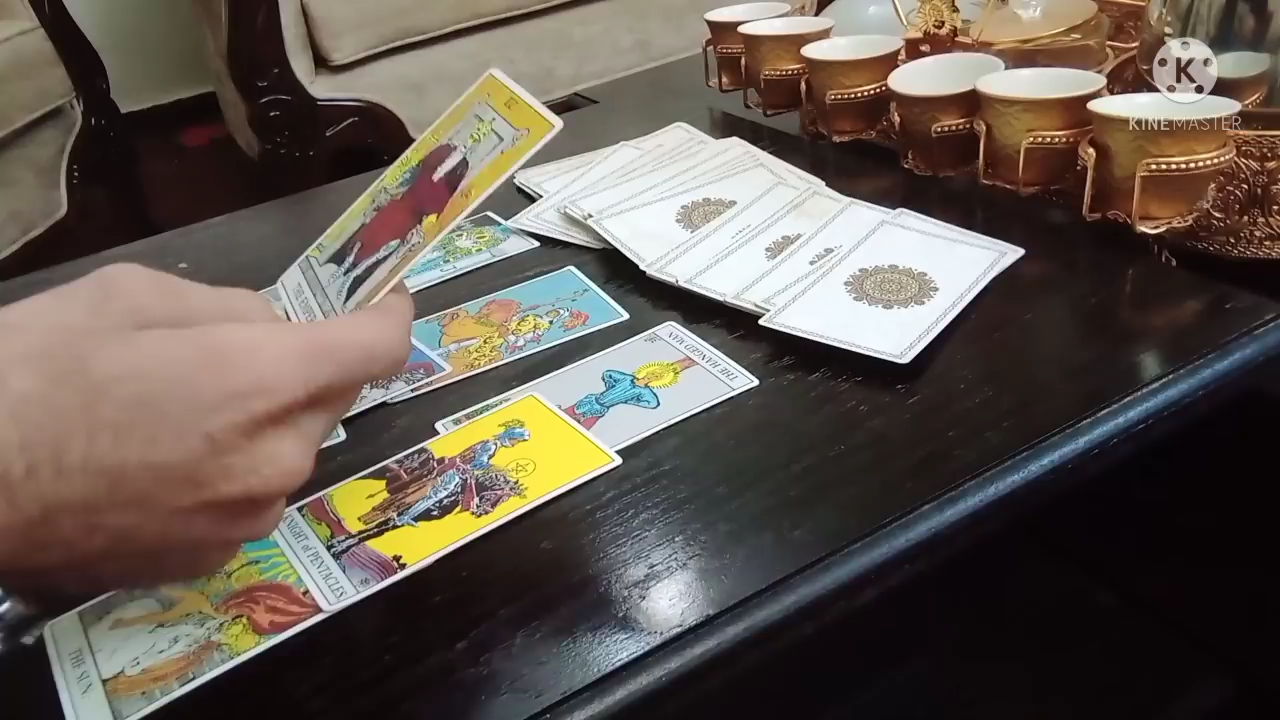 K
KINEMASTER
THE HANGED MAN
KNIGHT of PENTACLES
THE SUN